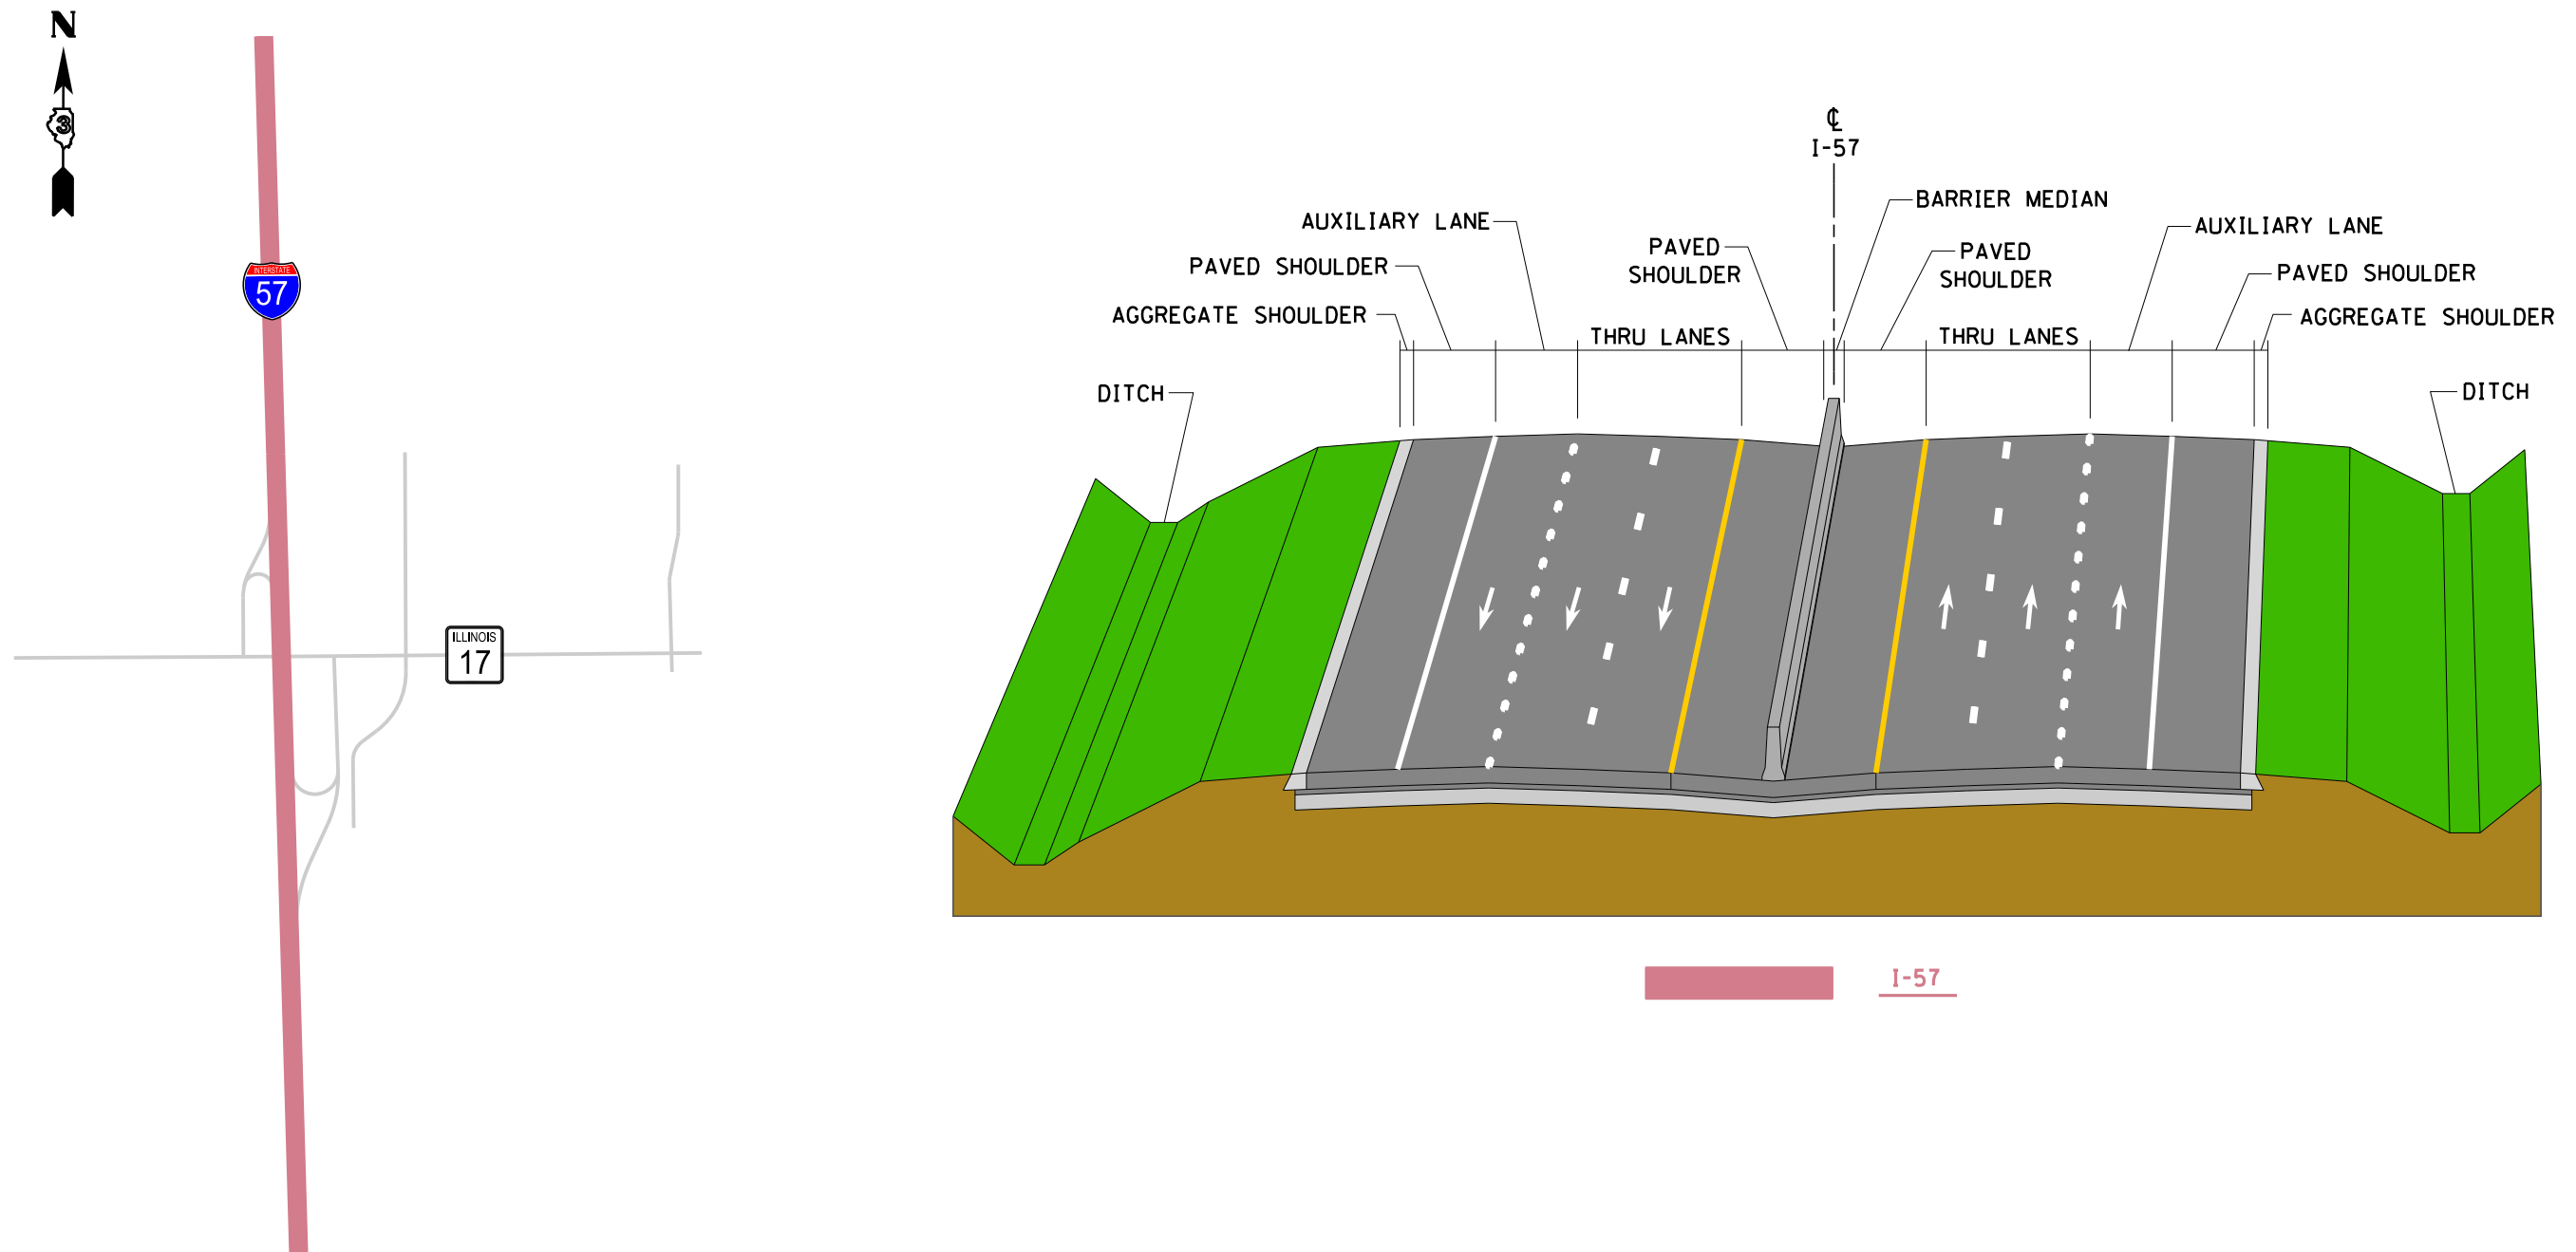 N
3
INTERSTATE
57
ILLINOIS
17
℄
I-57
BARRIER MEDIAN
AUXILIARY LANE
AUXILIARY LANE
PAVED
SHOULDER
PAVED
SHOULDER
PAVED SHOULDER
PAVED SHOULDER
AGGREGATE SHOULDER
AGGREGATE SHOULDER
THRU LANES
THRU LANES
DITCH
DITCH
I-57